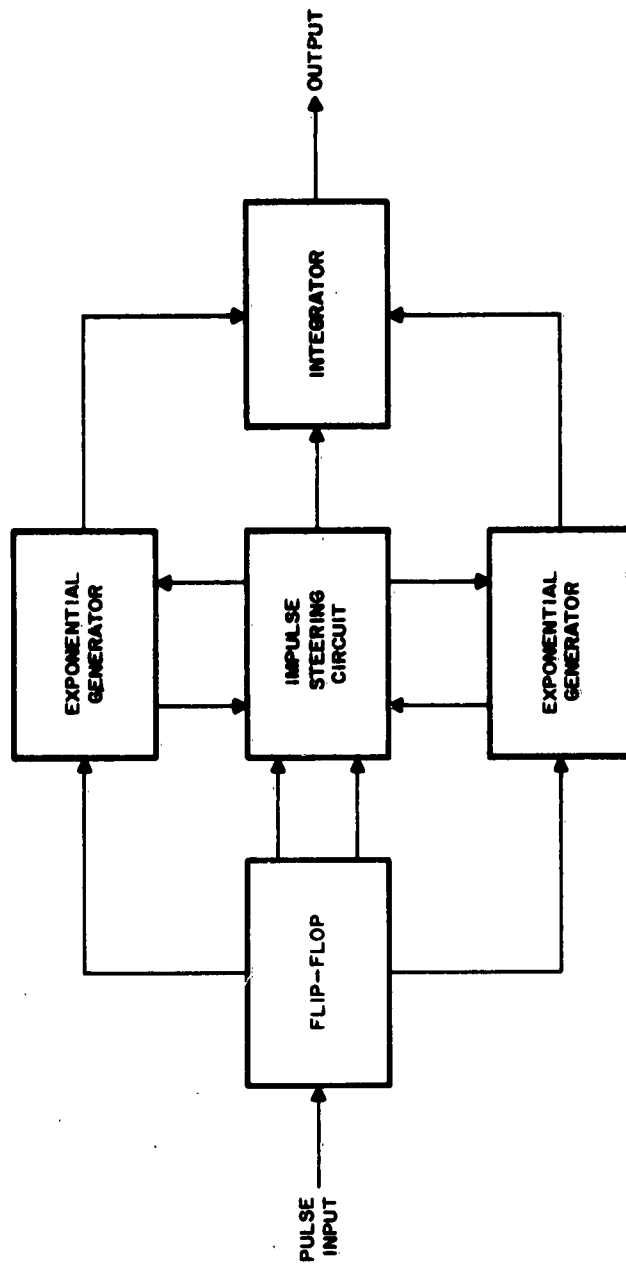 PULSE
INPUT
FLIP-FLOP
EXPONENTIAL
GENERATOR
IMPULSE
STEERING
CIRCUIT
EXPONENTIAL
GENERATOR
INTEGRATOR
OUTPUT